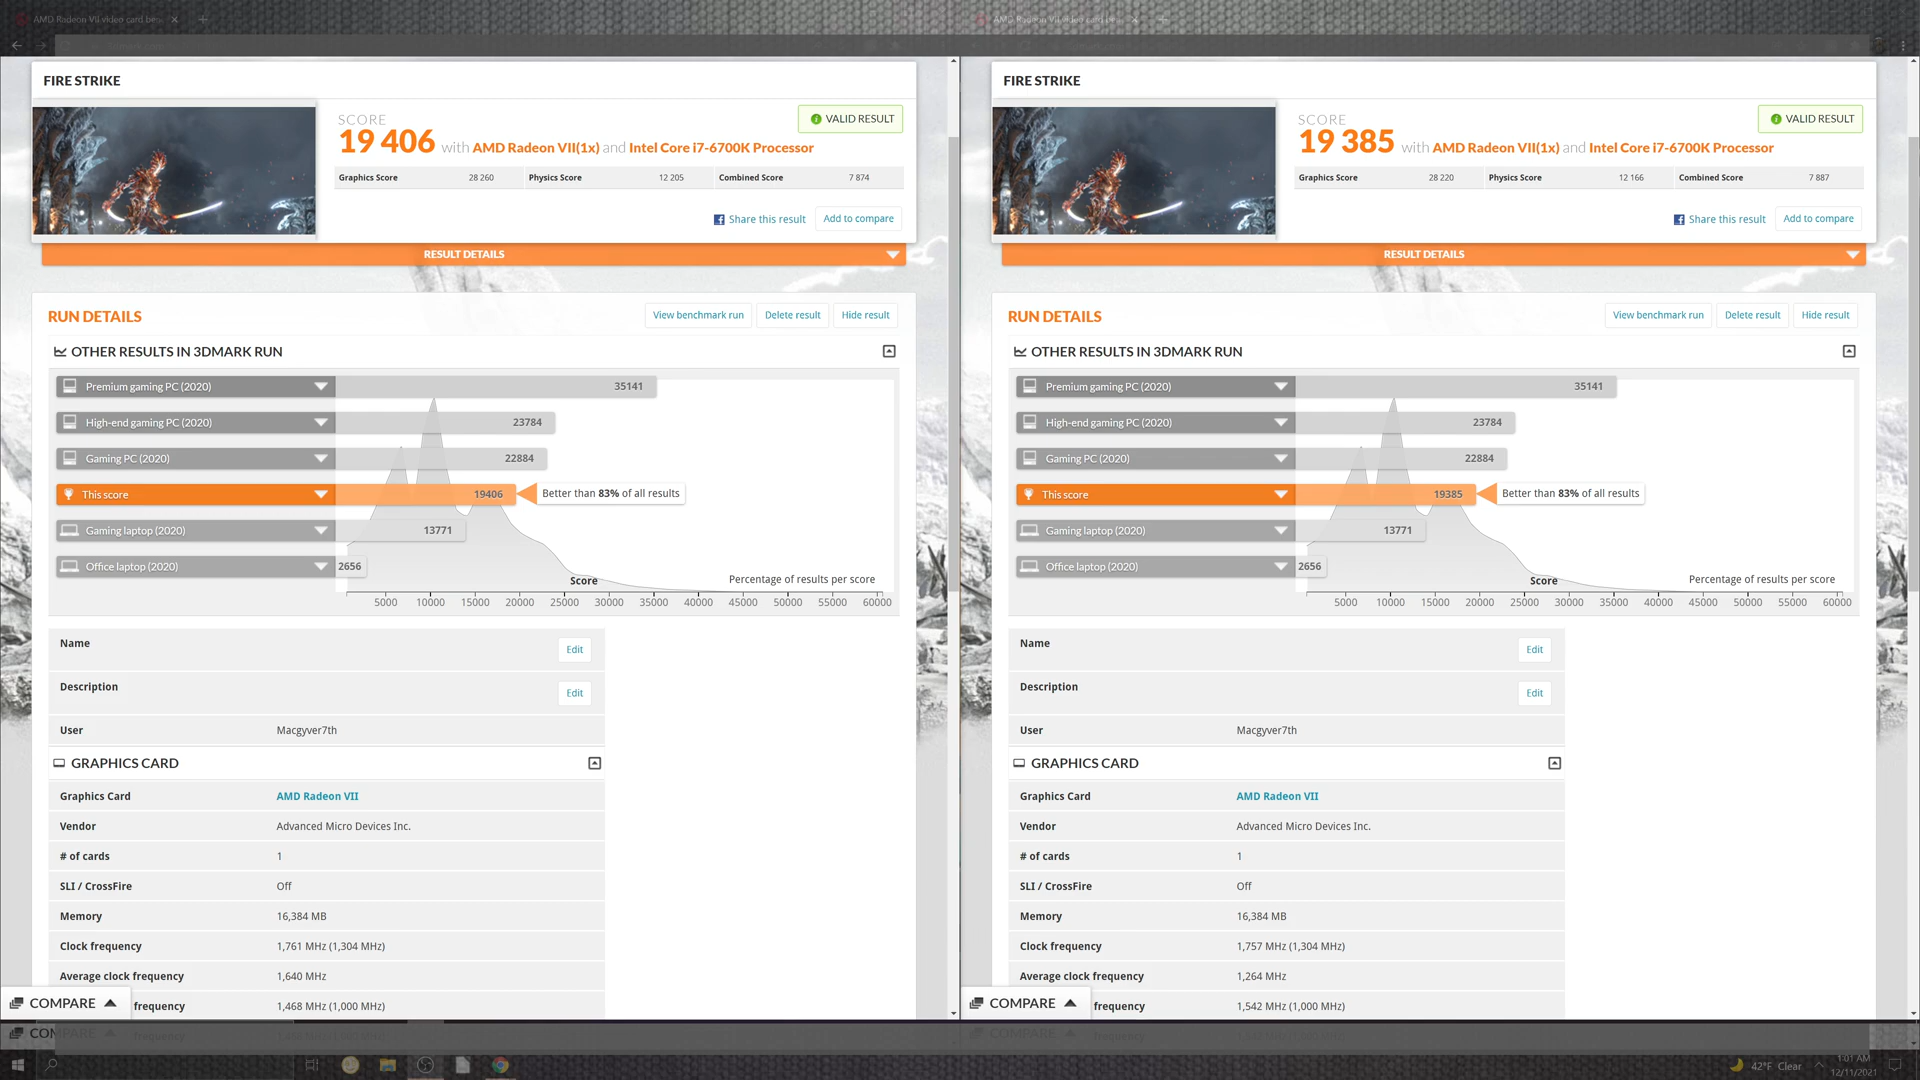 AMD Radeon VII video card ben
FIRE STRIKE
SCORE
19 406 with AMD Radeon VII(1x) and Intel Core i7-6700K Processor
VALID RESULT
Graphics Score 28 260 Physics Score 12 205 Combined Score 7 874
Share this result Add to compare
RESULT DETAILS
RUN DETAILS
View benchmark run Delete result Hide result
OTHER RESULTS IN 3DMARK RUN
Premium gaming PC (2020) 35141
High-end gaming PC (2020) 23784
Gaming PC (2020) 22884
This score 19406 Better than 83% of all results
Gaming laptop (2020) 13771
Office laptop (2020) 2656
Score Percentage of results per score
5000 10000 15000 20000 25000 30000 35000 40000 45000 50000 55000 60000
Name Edit
Description Edit
User Macgyver7th
GRAPHICS CARD
Graphics Card AMD Radeon VII
Vendor Advanced Micro Devices Inc.
# of cards 1
SLI / CrossFire Off
Memory 16,384 MB
Clock frequency 1,761 MHz (1,304 MHz)
Average clock frequency 1,640 MHz
COMPARE frequency 1,468 MHz (1,000 MHz)
AMD Radeon VII video card ben
FIRE STRIKE
SCORE
19 385 with AMD Radeon VII(1x) and Intel Core i7-6700K Processor
VALID RESULT
Graphics Score 28 220 Physics Score 12 166 Combined Score 7 887
Share this result Add to compare
RESULT DETAILS
RUN DETAILS
View benchmark run Delete result Hide result
OTHER RESULTS IN 3DMARK RUN
Premium gaming PC (2020) 35141
High-end gaming PC (2020) 23784
Gaming PC (2020) 22884
This score 19385 Better than 83% of all results
Gaming laptop (2020) 13771
Office laptop (2020) 2656
Score Percentage of results per score
5000 10000 15000 20000 25000 30000 35000 40000 45000 50000 55000 60000
Name Edit
Description Edit
User Macgyver7th
GRAPHICS CARD
Graphics Card AMD Radeon VII
Vendor Advanced Micro Devices Inc.
# of cards 1
SLI / CrossFire Off
Memory 16,384 MB
Clock frequency 1,757 MHz (1,304 MHz)
Average clock frequency 1,264 MHz
COMPARE frequency 1,542 MHz (1,000 MHz)
42°F Clear
1:01 AM
12/11/2021